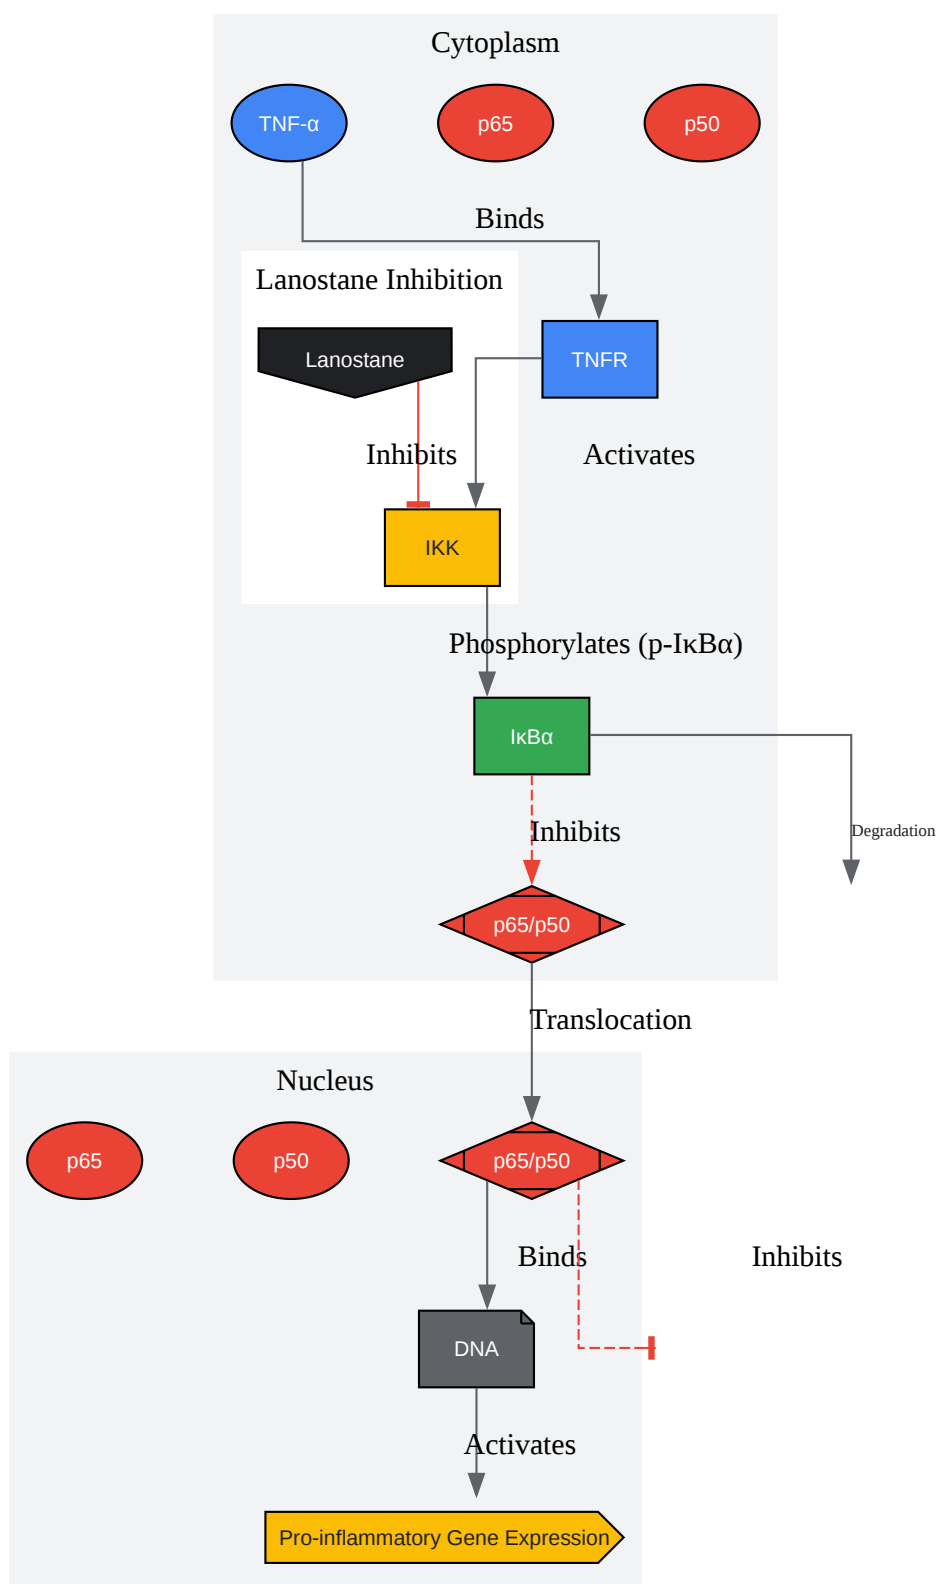 Cytoplasm
TNF-α
p65
p50
Binds
Lanostane Inhibition
Lanostane
TNFR
Inhibits
Activates
IKK
Phosphorylates (p-IκBα)
IκBα
Inhibits
Degradation
p65/p50
Translocation
Nucleus
p65
p50
p65/p50
Binds
Inhibits
DNA
Activates
Pro-inflammatory Gene Expression